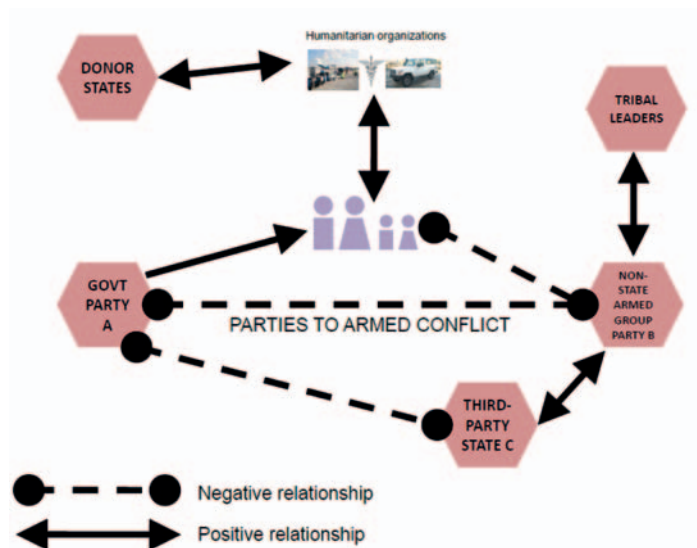 Humanitarian organizations
DONOR
STATES
TRIBAL
LEADERS
GOVT
PARTY
A
NON-
STATE
ARMED
GROUP
PARTY B
PARTIES TO ARMED CONFLICT
THIRD-
PARTY
STATE C
Negative relationship
Positive relationship